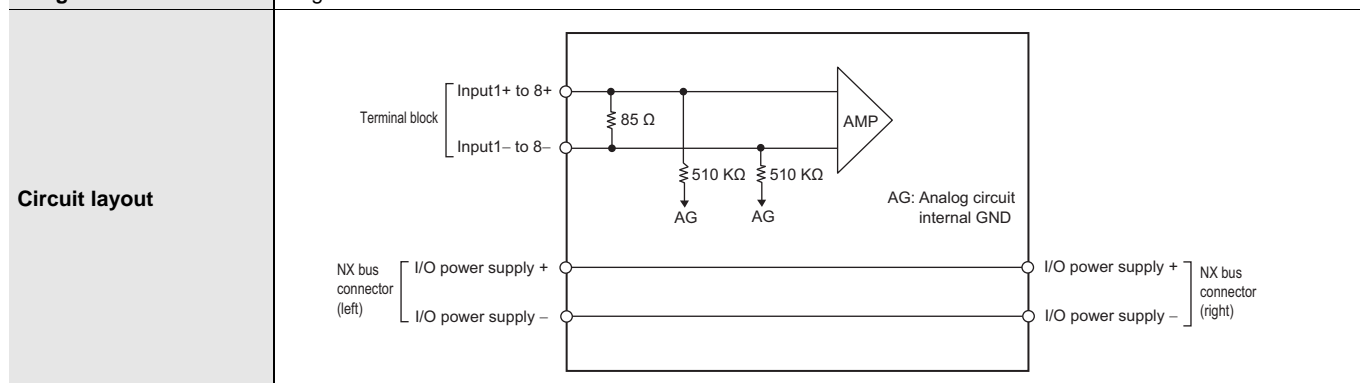 Circuit layout
Terminal block
Input1+ to 8+
Input1– to 8–
85 Ω
AMP
510 KΩ
510 KΩ
AG
AG
AG: Analog circuit
internal GND
NX bus
connector
(left)
I/O power supply +
I/O power supply –
I/O power supply +
I/O power supply –
NX bus
connector
(right)